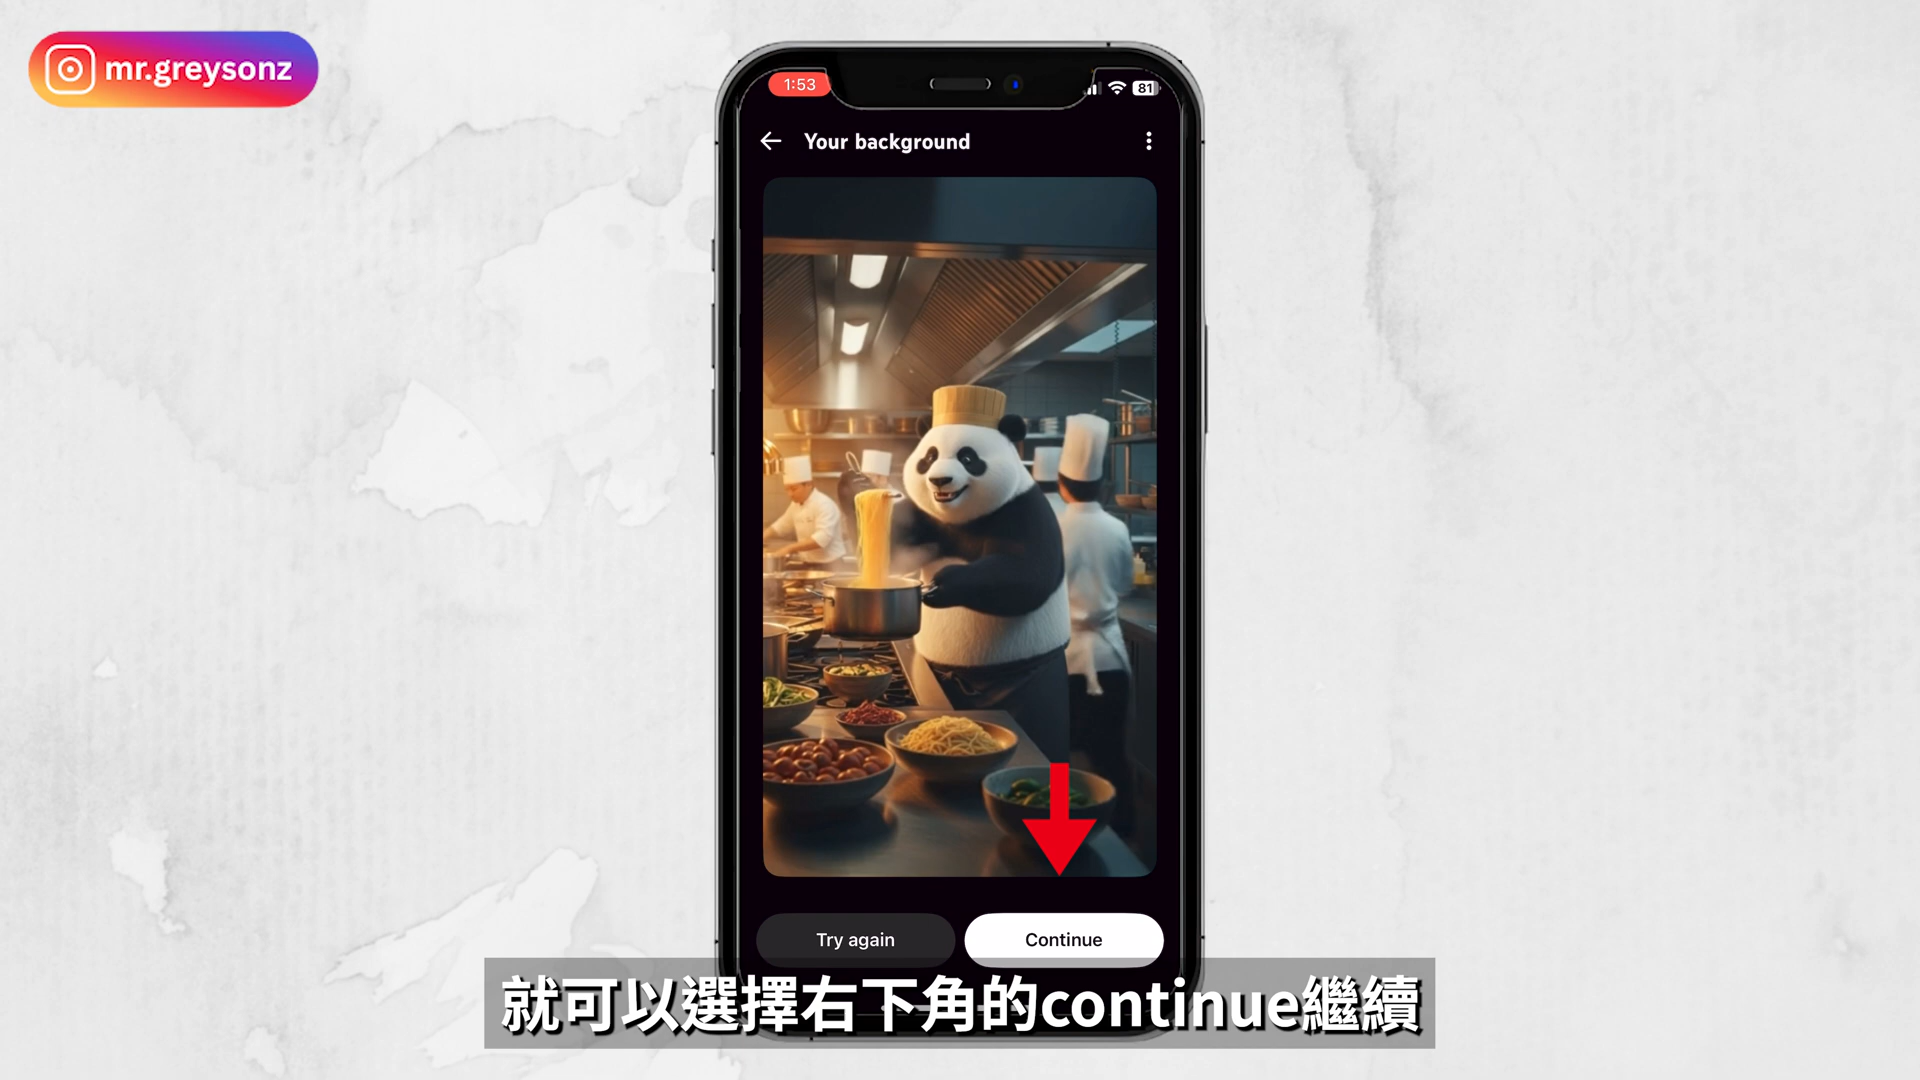 mr.greysonz
1:53
81
Your background
Try again
Continue
就可以選擇右下角的continue繼續